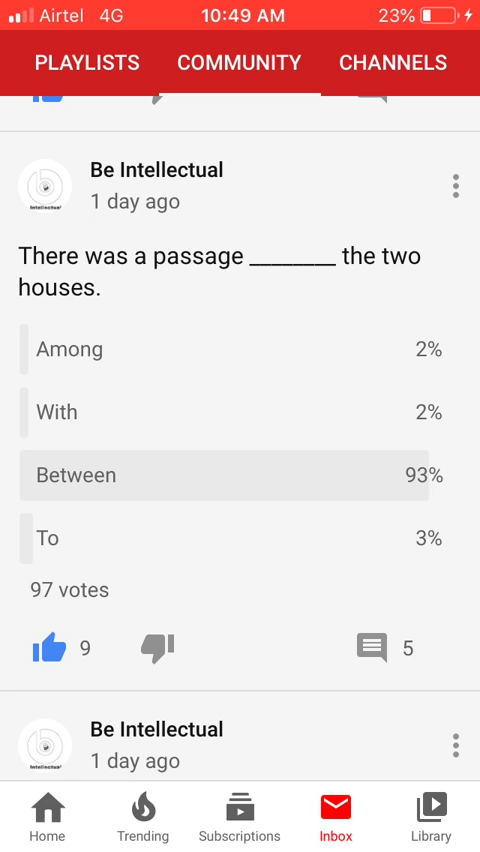 Airtel 4G 10:49 AM 23%
PLAYLISTS COMMUNITY CHANNELS
Be Intellectual
1 day ago
There was a passage ________ the two
houses.
Among 2%
With 2%
Between 93%
To 3%
97 votes
9 5
Be Intellectual
1 day ago
Home Trending Subscriptions Inbox Library